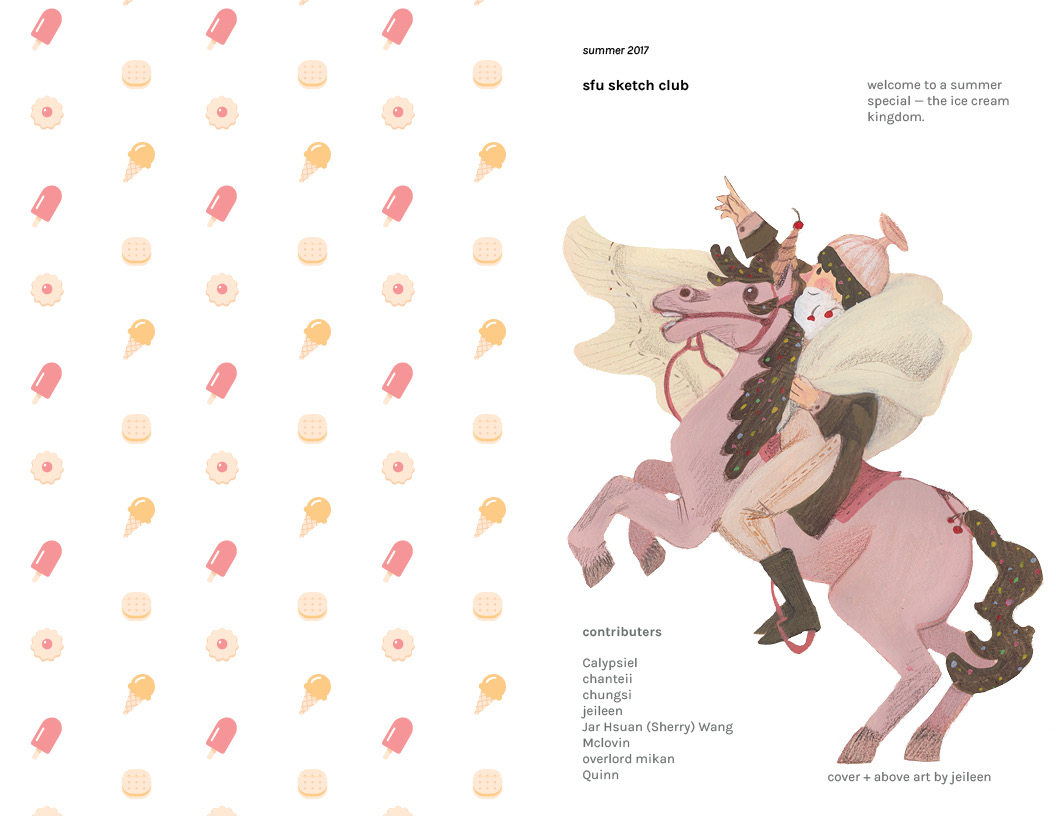 summer 2017
sfu sketch club
welcome to a summer
special — the ice cream
kingdom.
contributers
Calypsiel
chanteii
chungsi
jeileen
Jar Hsuan (Sherry) Wang
Mclovin
overlord mikan
Quinn
cover + above art by jeileen